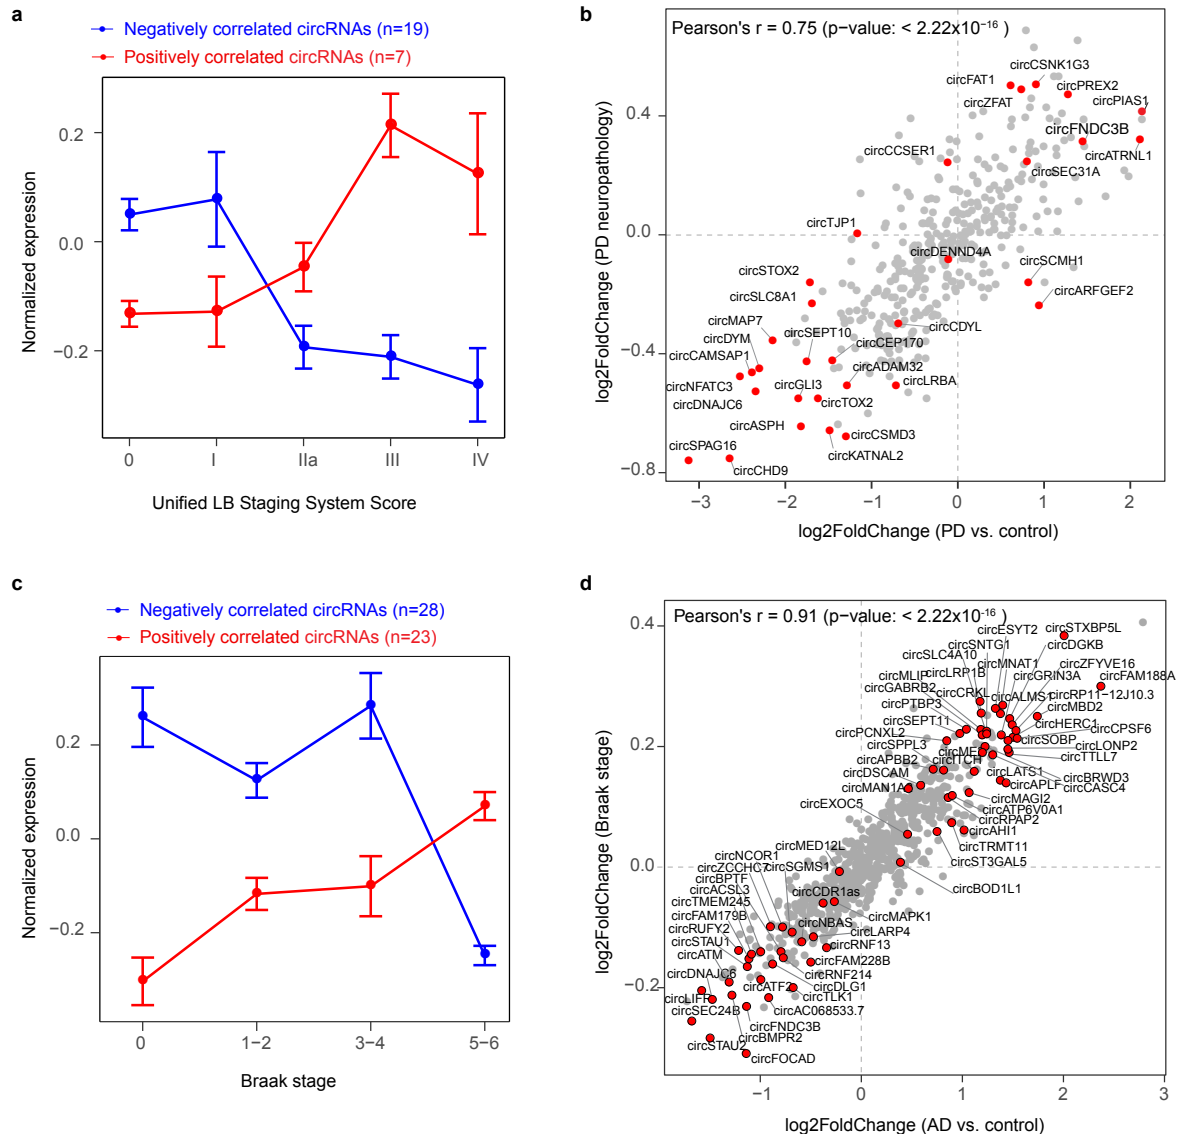 a
Negatively correlated circRNAs (n=19)
Positively correlated circRNAs (n=7)
Normalized expression
0.2
0.0
−0.2
0
I
IIa
III
IV
Unified LB Staging System Score
b
Pearson's r = 0.75 (p−value: < 2.22x10⁻¹⁶ )
log2FoldChange (PD neuropathology)
0.4
0.0
−0.4
−0.8
circCSNK1G3
circFAT1
circPREX2
circZFAT
circPIAS1
circFNDC3B
circATRNL1
circCCSER1
circSEC31A
circTJP1
circDENND4A
circSCMH1
circSTOX2
circARFGEF2
circSLC8A1
circMAP7
circSEPT10
circCDYL
circDYM
circCEP170
circCAMSAP1
circADAM32
circNFATC3
circGLI3
circLRBA
circDNAJC6
circTOX2
circASPH
circCSMD3
circSPAG16
circKATNAL2
circCHD9
−3
−2
−1
0
1
2
log2FoldChange (PD vs. control)
c
Negatively correlated circRNAs (n=28)
Positively correlated circRNAs (n=23)
Normalized expression
0.2
0.0
−0.2
0
1−2
3−4
5−6
Braak stage
d
Pearson's r = 0.91 (p−value: < 2.22x10⁻¹⁶ )
log2FoldChange (Braak stage)
0.4
0.2
0.0
−0.2
circESYT2
circSTXBP5L
circSNTG1
circDGKB
circSLC4A10
circMNAT1
circZFYVE16
circLRP1B
circGRIN3A
circFAM188A
circMLIP
circGABRB2
circCRKL
circALMS1
circRP11−12J10.3
circPTBP3
circMBD2
circSEPT11
circHERC1
circCPSF6
circPCNXL2
circSOBP
circSPPL3
circLONP2
circAPBB2
circITCH
circTTLL7
circDSCAM
circLATS1
circBRWD3
circMAN1A
circAPLF
circCASC4
circMAGI2
circEXOC5
circATP6V0A1
circRPAP2
circAHI1
circTRMT11
circMED12L
circST3GAL5
circNCOR1
circZCCHC7
circSGMS1
circBOD1L1
circBPTF
circCDR1as
circACSL3
circTMEM245
circMAPK1
circFAM179B
circNBAS
circLARP4
circRUFY2
circRNF13
circSTAU1
circFAM228B
circATM
circRNF214
circDNAJC6
circATF2
circDLG1
circTLK1
circLIFR
circAC068533.7
circSEC24B
circFNDC3B
circSTAU2
circBMPR2
circFOCAD
−1
0
1
2
3
log2FoldChange (AD vs. control)